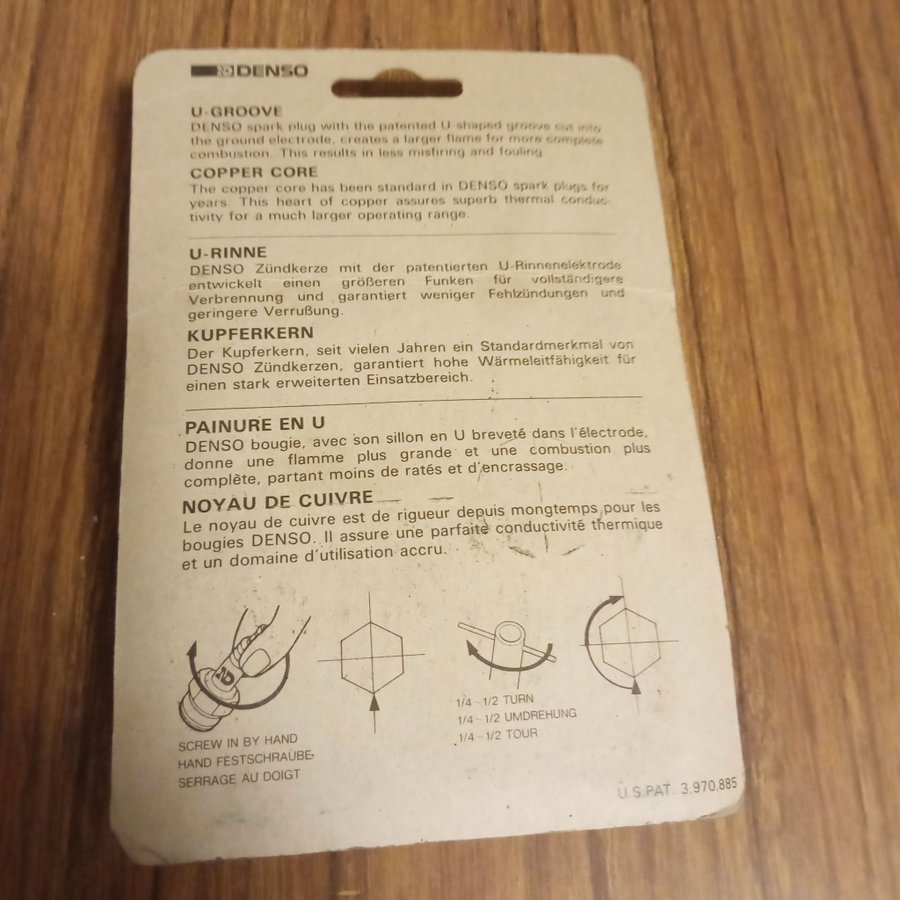 DENSO
U-GROOVE
DENSO spark plug with the patented U shaped groove cut into
the ground electrode, creates a larger flame for more complete
combustion. This results in less misfiring and fouling
COPPER CORE
The copper core has been standard in DENSO spark plugs for
years. This heart of copper assures superb thermal conduc-
tivity for a much larger operating range.
U-RINNE
DENSO Zündkerze mit der patentierten U-Rinnenelektrode
entwickelt einen größeren Funken für vollständigere
Verbrennung und garantiert weniger Fehlzündungen und
geringere Verrußung.
KUPFERKERN
Der Kupferkern, seit vielen Jahren ein Standardmerkmal von
DENSO Zündkerzen, garantiert hohe Wärmeleitfähigkeit für
einen stark erweiterten Einsatzbereich.
PAINURE EN U
DENSO bougie, avec son sillon en U breveté dans l'électrode,
donne une flamme plus grande et une combustion plus
complète, partant moins de ratés et d'encrassage.
NOYAU DE CUIVRE
Le noyau de cuivre est de rigueur depuis mongtemps pour les
bougies DENSO. Il assure une parfaite conductivité thermique
et un domaine d'utilisation accru.
SCREW IN BY HAND
HAND FESTSCHRAUBE
SERRAGE AU DOIGT
1/4~1/2 TURN
1/4~1/2 UMDREHUNG
1/4~1/2 TOUR
U.S.PAT. 3,970,885